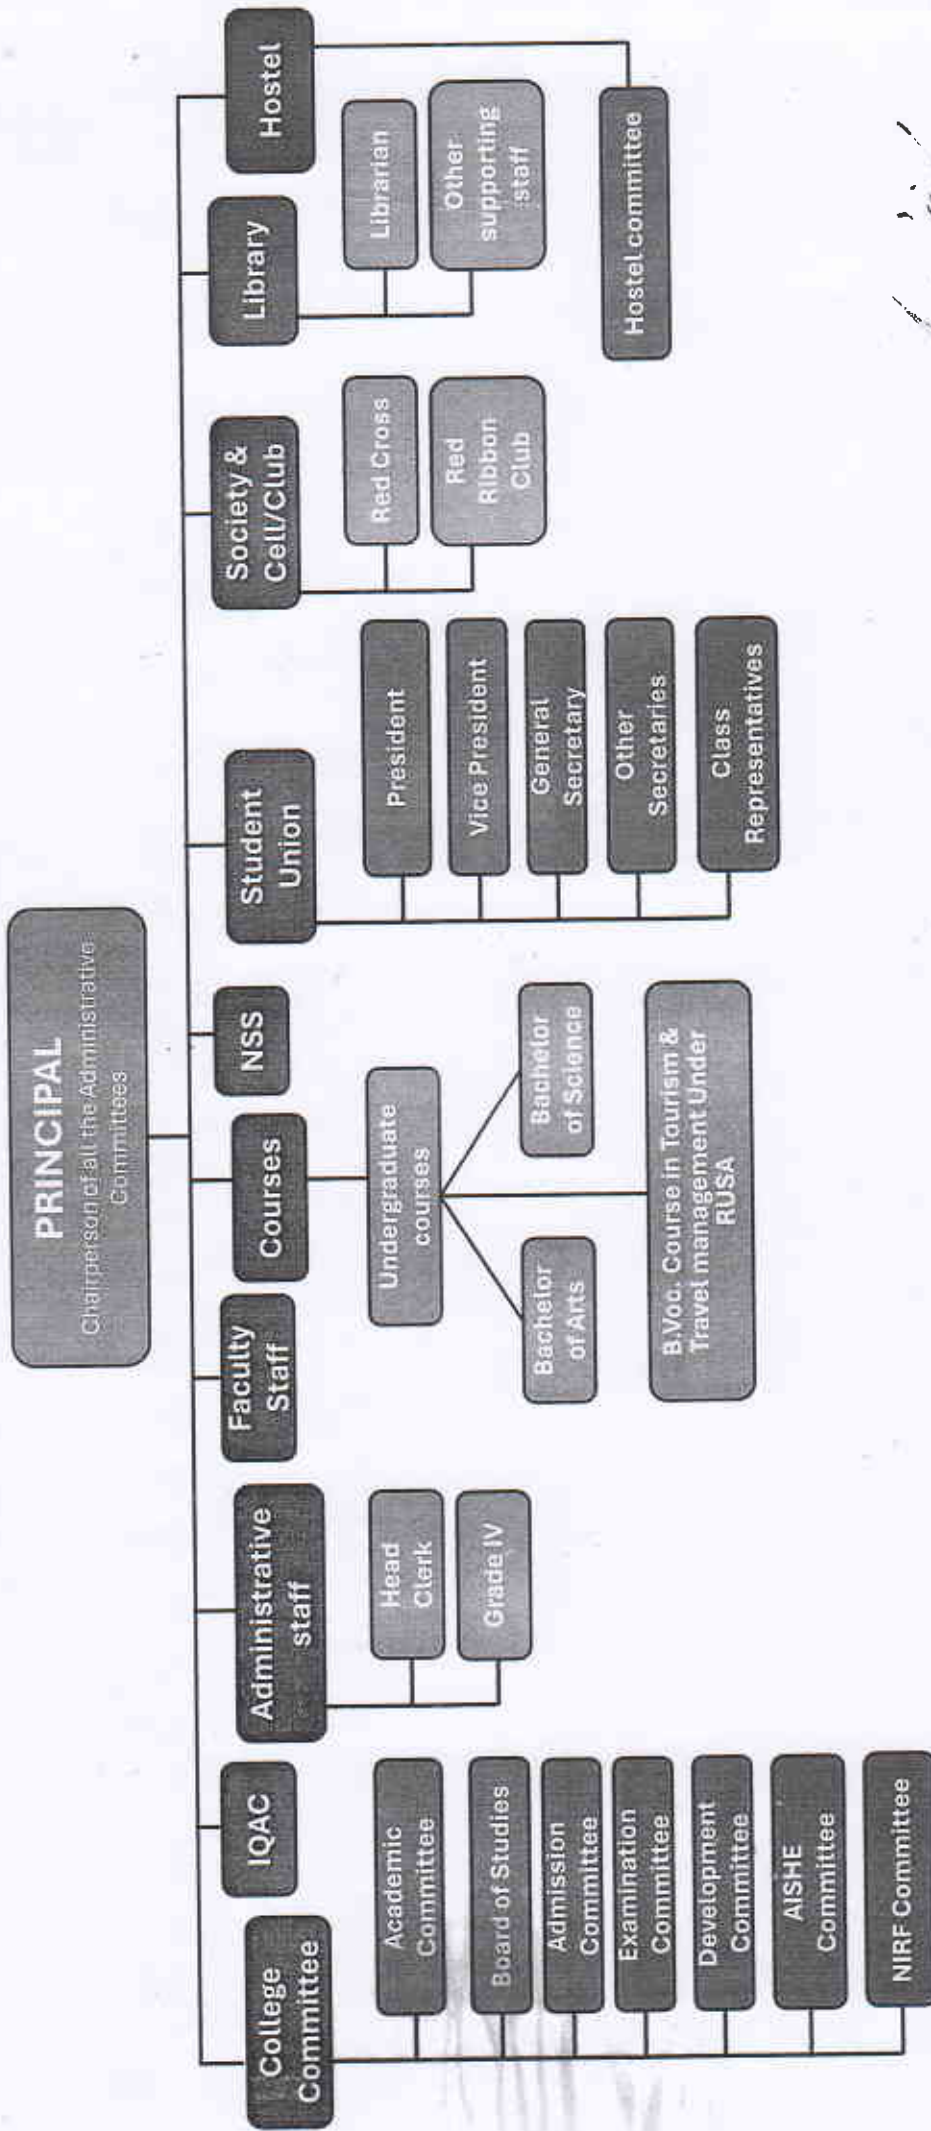 PRINCIPAL
Chairperson of all the Administrative
Committees
College
Committee
Academic
Committee
Board of Studies
Admission
Committee
Examination
Committee
Development
Committee
AISHE
Committee
NIRF Committee
IQAC
Administrative
staff
Head
Clerk
Grade IV
Faculty
Staff
Courses
Undergraduate
courses
Bachelor
of Arts
Bachelor
of Science
B.Voc. Course in Tourism &
Travel management Under
RUSA
NSS
Student
Union
President
Vice President
General
Secretary
Other
Secretaries
Class
Representatives
Society &
Cell/Club
Red Cross
Red
Ribbon
Club
Library
Librarian
Other
supporting
staff
Hostel
Hostel committee